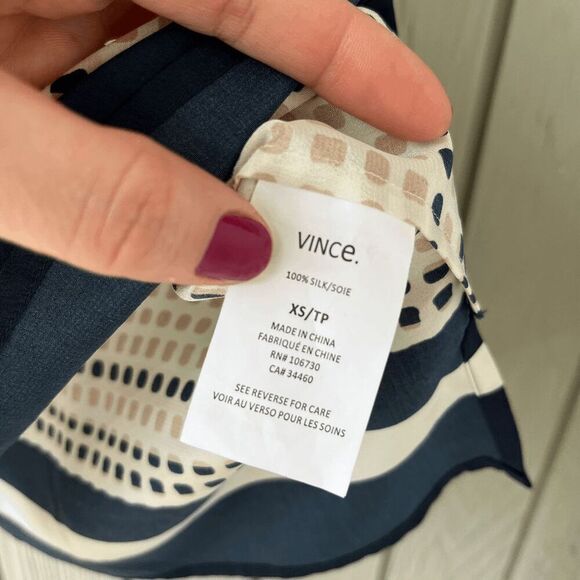 VINCe.
100% SILK/SOIE
XS/TP
MADE IN CHINA
FABRIQUÉ EN CHINE
RN# 106730
CA# 34460
SEE REVERSE FOR CARE
VOIR AU VERSO POUR LES SOINS